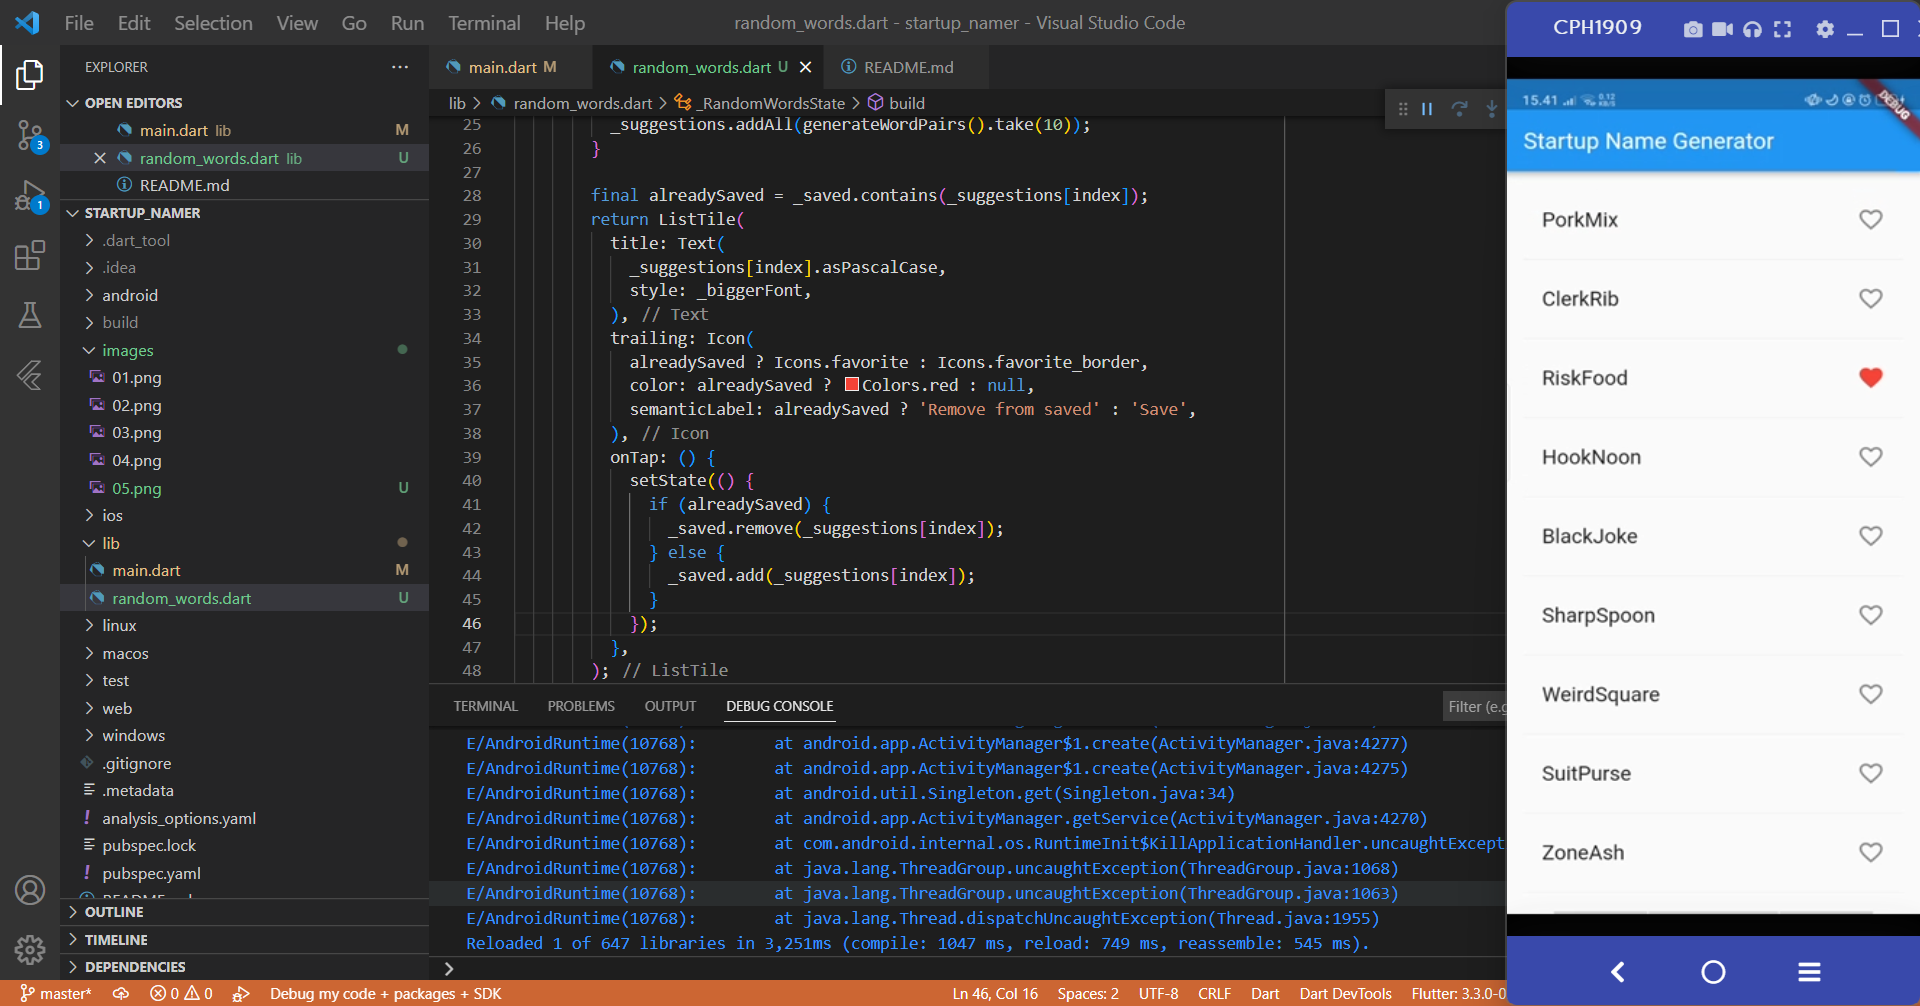 File Edit Selection View Go Run Terminal Help
random_words.dart - startup_namer - Visual Studio Code
EXPLORER
OPEN EDITORS
main.dart lib M
random_words.dart lib U
README.md
STARTUP_NAMER
.dart_tool
.idea
android
build
images
01.png
02.png
03.png
04.png
05.png U
ios
lib
main.dart M
random_words.dart U
linux
macos
test
web
windows
.gitignore
.metadata
analysis_options.yaml
pubspec.lock
pubspec.yaml
OUTLINE
TIMELINE
DEPENDENCIES
3
1
main.dart M
random_words.dart U
README.md
lib > random_words.dart > _RandomWordsState > build
25 _suggestions.addAll(generateWordPairs().take(10));
26 }
27
28 final alreadySaved = _saved.contains(_suggestions[index]);
29 return ListTile(
30 title: Text(
31 _suggestions[index].asPascalCase,
32 style: _biggerFont,
33 ), // Text
34 trailing: Icon(
35 alreadySaved ? Icons.favorite : Icons.favorite_border,
36 color: alreadySaved ? Colors.red : null,
37 semanticLabel: alreadySaved ? 'Remove from saved' : 'Save',
38 ), // Icon
39 onTap: () {
40 setState(() {
41 if (alreadySaved) {
42 _saved.remove(_suggestions[index]);
43 } else {
44 _saved.add(_suggestions[index]);
45 }
46 });
47 },
48 ); // ListTile
TERMINAL PROBLEMS OUTPUT DEBUG CONSOLE
Filter (e.g
E/AndroidRuntime(10768): at android.app.ActivityManager$1.create(ActivityManager.java:4277)
E/AndroidRuntime(10768): at android.app.ActivityManager$1.create(ActivityManager.java:4275)
E/AndroidRuntime(10768): at android.util.Singleton.get(Singleton.java:34)
E/AndroidRuntime(10768): at android.app.ActivityManager.getService(ActivityManager.java:4270)
E/AndroidRuntime(10768): at com.android.internal.os.RuntimeInit$KillApplicationHandler.uncaughtExcept
E/AndroidRuntime(10768): at java.lang.ThreadGroup.uncaughtException(ThreadGroup.java:1068)
E/AndroidRuntime(10768): at java.lang.ThreadGroup.uncaughtException(ThreadGroup.java:1063)
E/AndroidRuntime(10768): at java.lang.Thread.dispatchUncaughtException(Thread.java:1955)
Reloaded 1 of 647 libraries in 3,251ms (compile: 1047 ms, reload: 749 ms, reassemble: 545 ms).
master* 0 0 Debug my code + packages + SDK
Ln 46, Col 16 Spaces: 2 UTF-8 CRLF Dart Dart DevTools Flutter: 3.3.0-0
CPH1909
15.41 0.12 KB/S
DEBUG
Startup Name Generator
PorkMix
ClerkRib
RiskFood
HookNoon
BlackJoke
SharpSpoon
WeirdSquare
SuitPurse
ZoneAsh